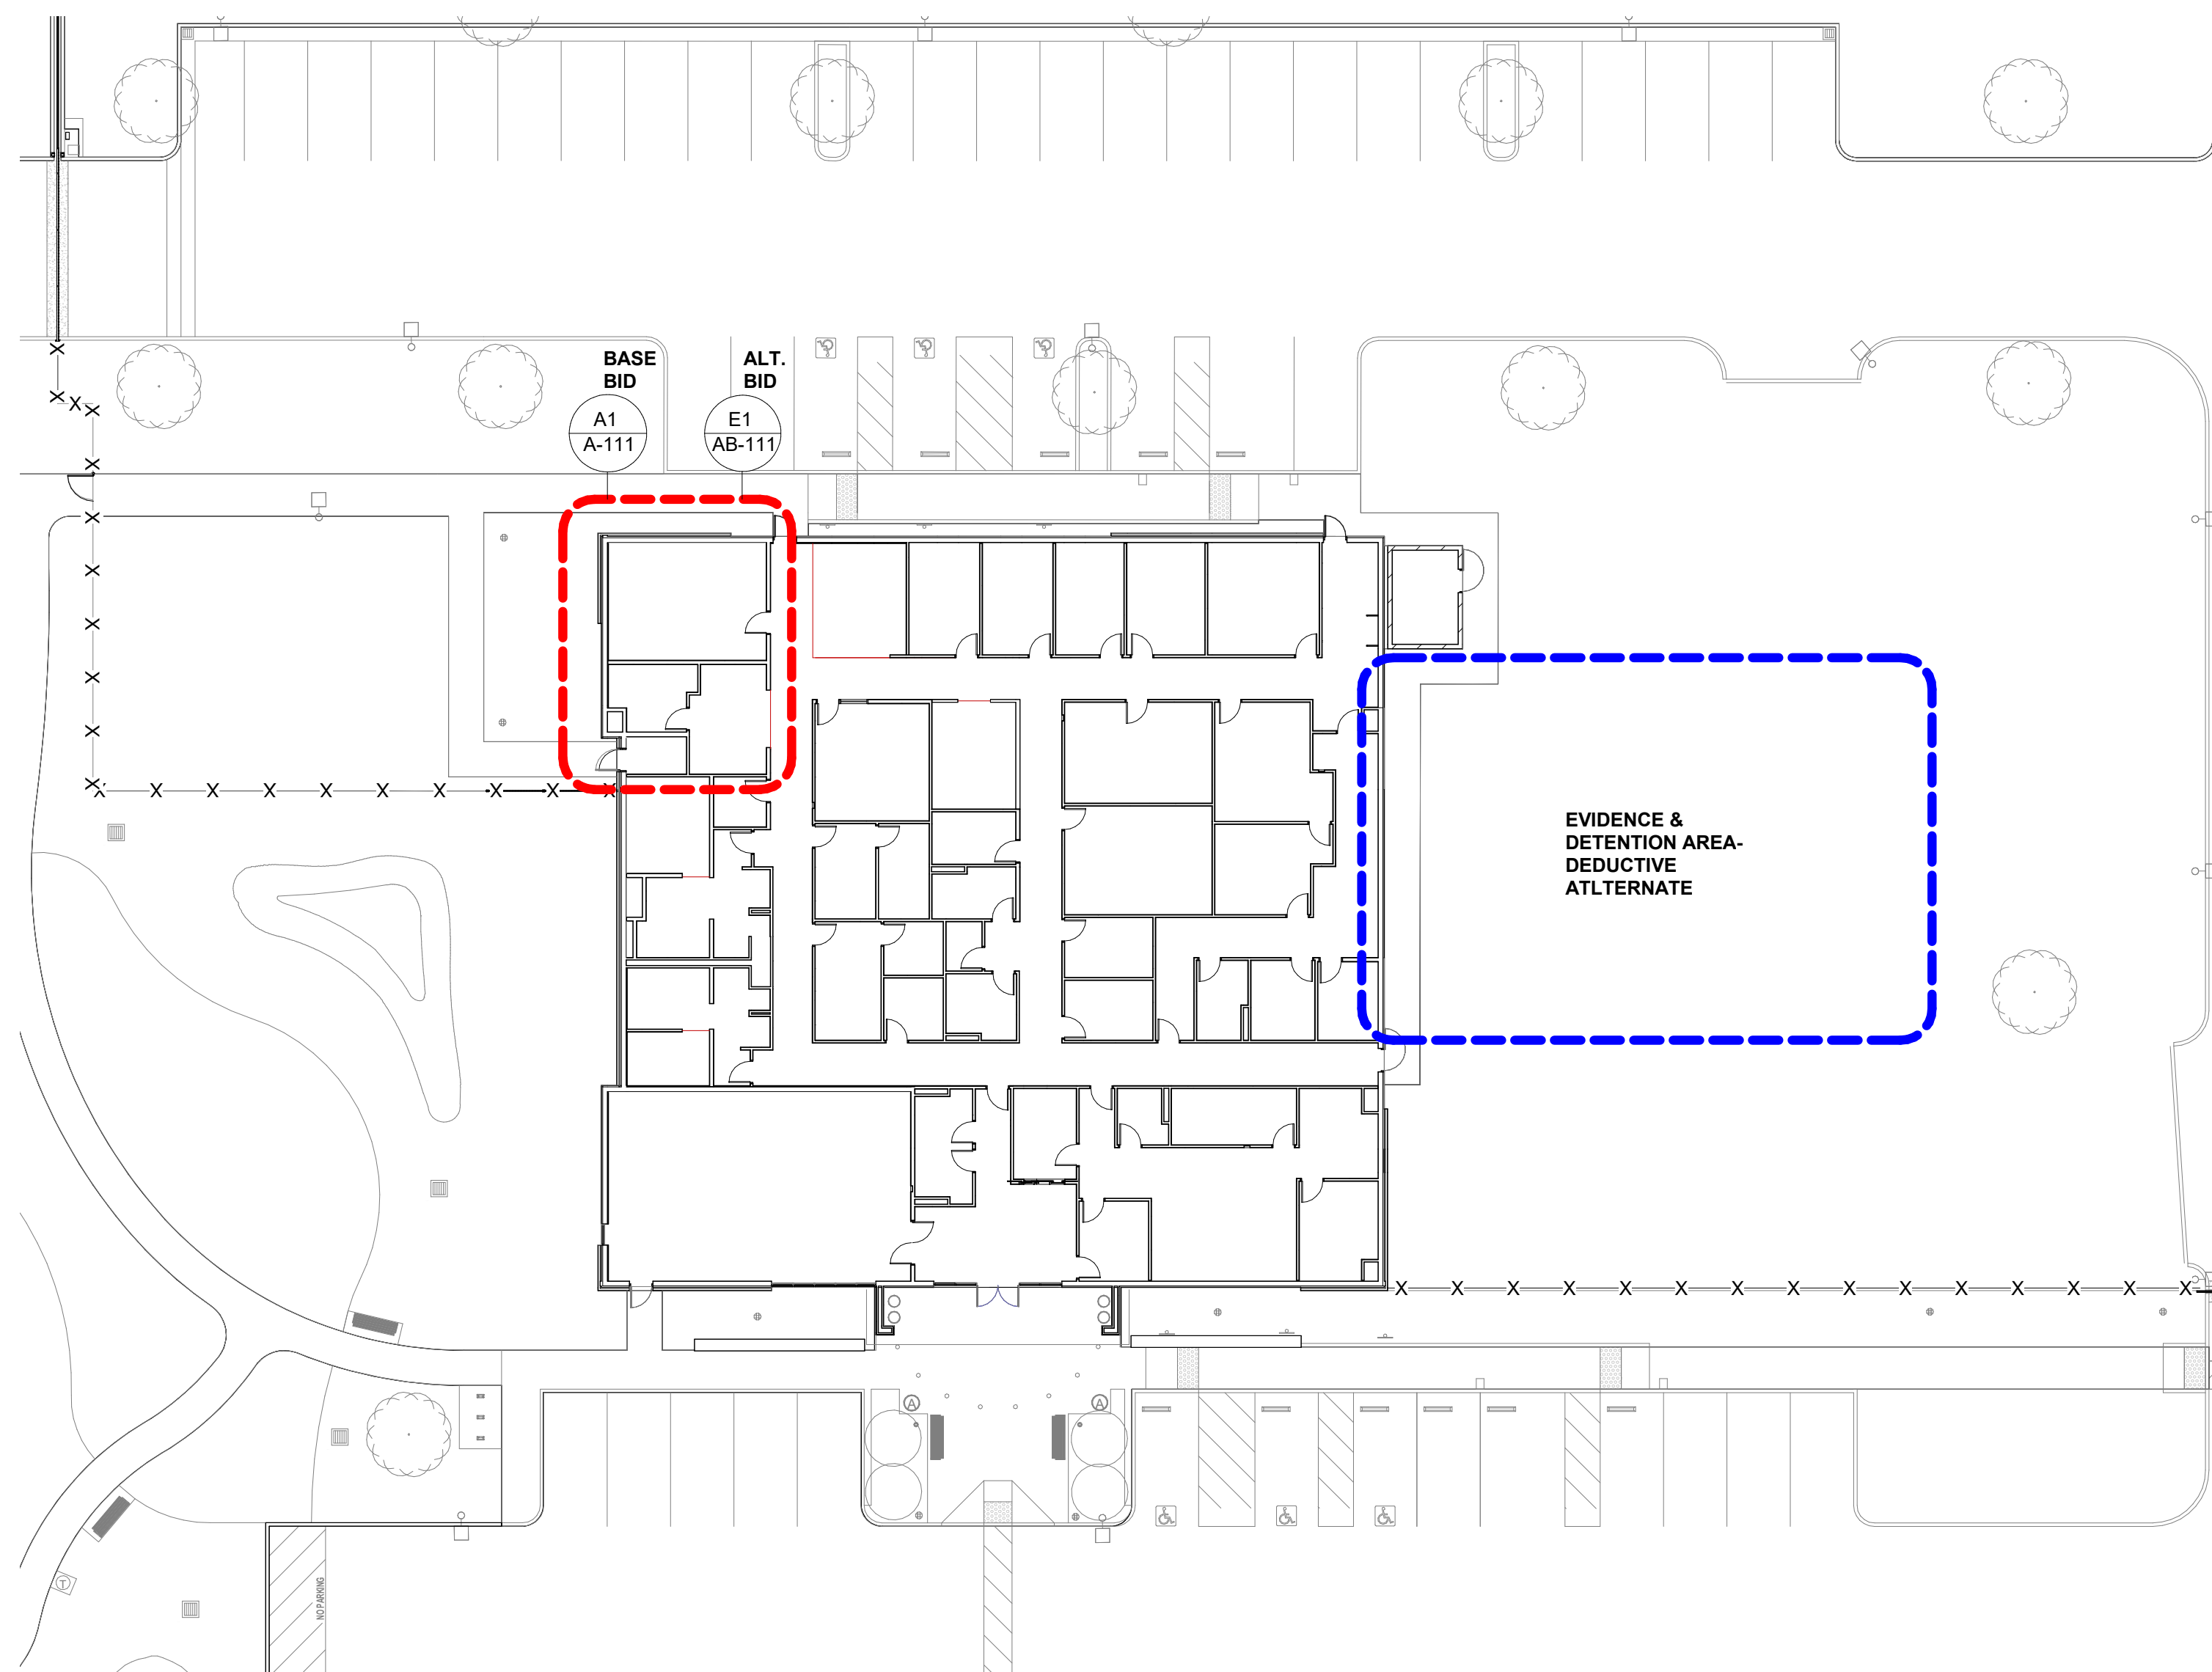 BASE
BID
ALT.
BID
A1
A-111
E1
AB-111
EVIDENCE &
DETENTION AREA-
DEDUCTIVE
ATLTERNATE
X X X X X X X X X X X X
X X X X X X X X X X
X X X X X X X X X X X X X X X
A
A
T
NO PARKING